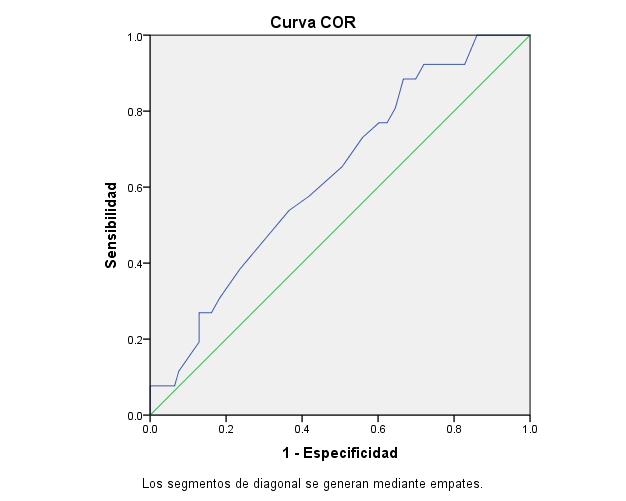 Curva COR
1.0
0.8
0.6
0.4
0.2
0.0
Sensibilidad
0.0 0.2 0.4 0.6 0.8 1.0
1 - Especificidad
Los segmentos de diagonal se generan mediante empates.